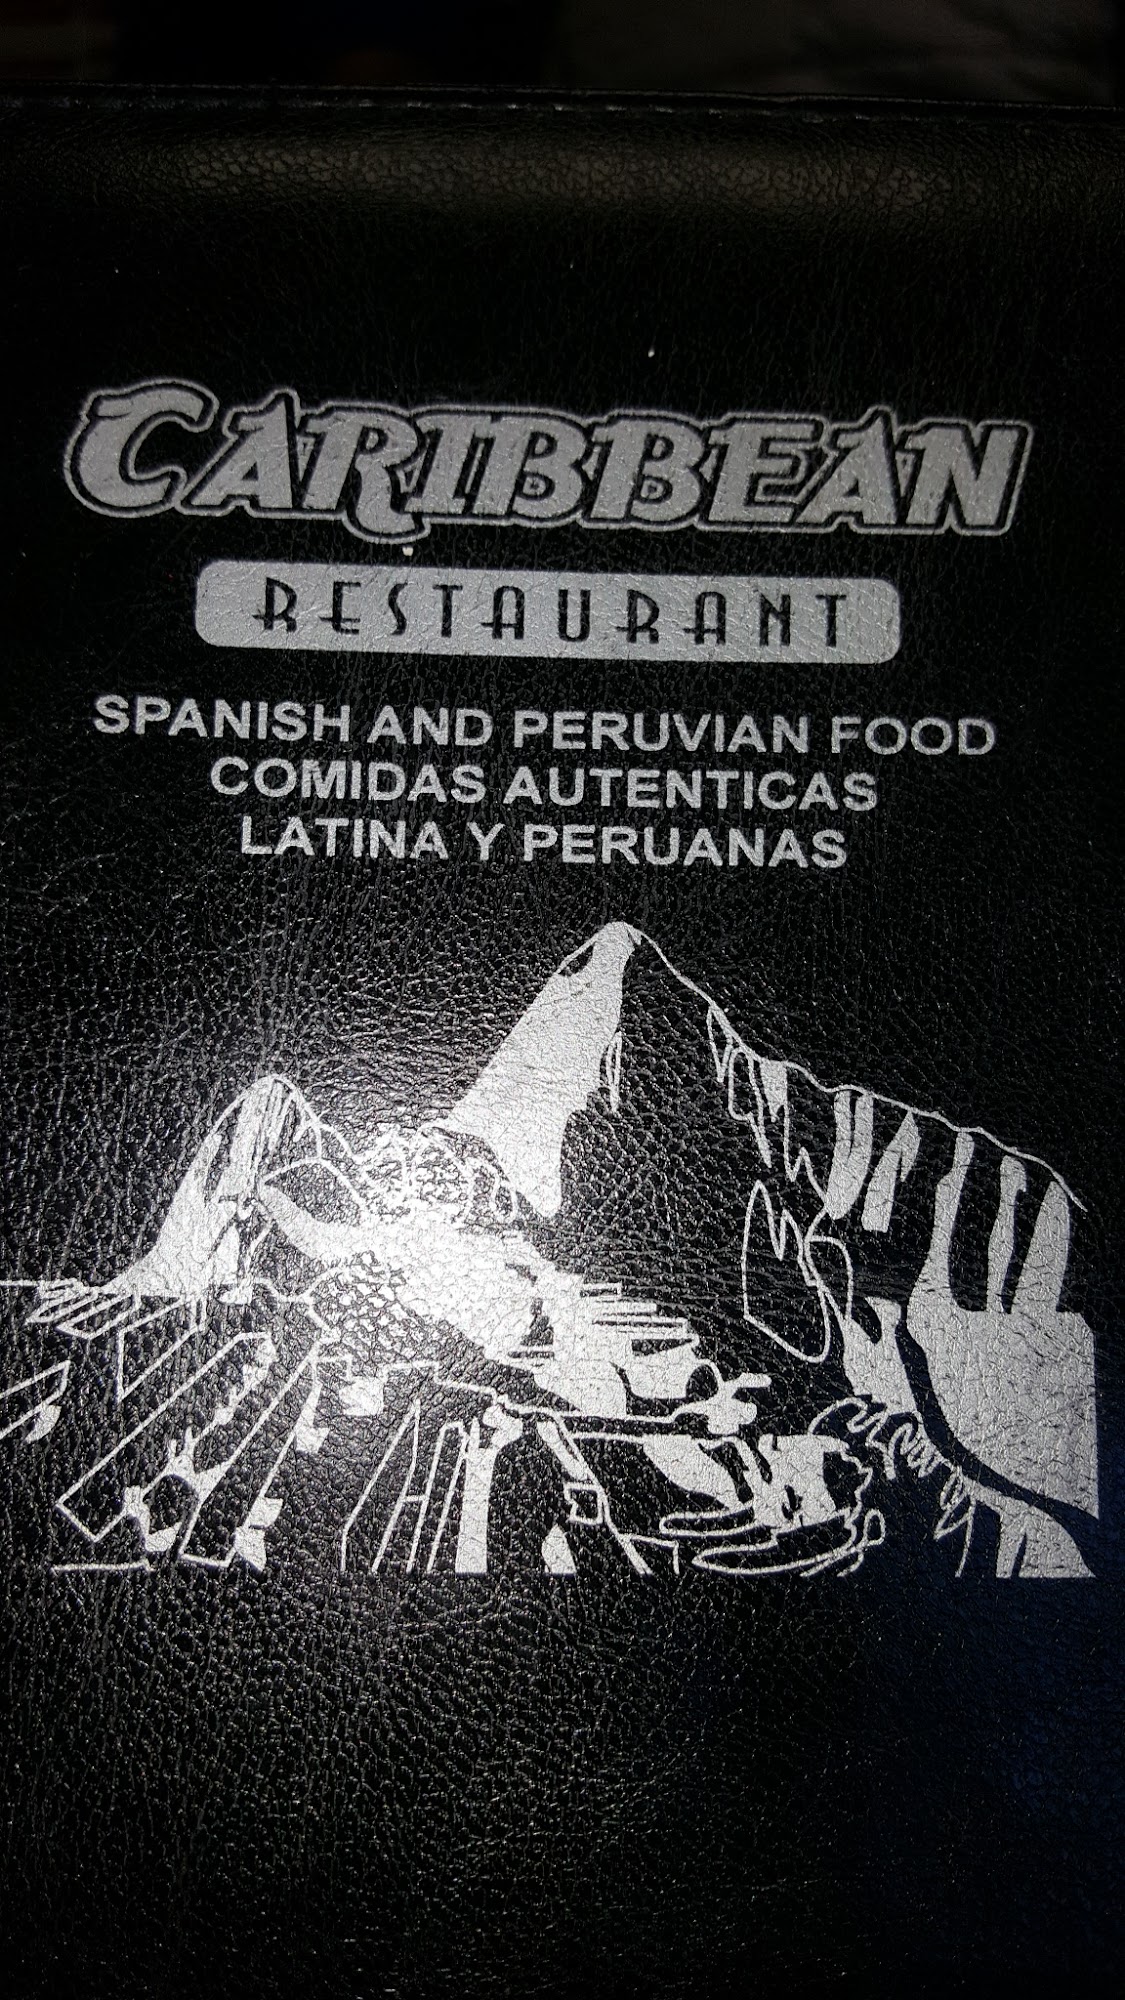 CARIBBEAN
RESTAURANT
SPANISH AND PERUVIAN FOOD
COMIDAS AUTENTICAS
LATINA Y PERUANAS